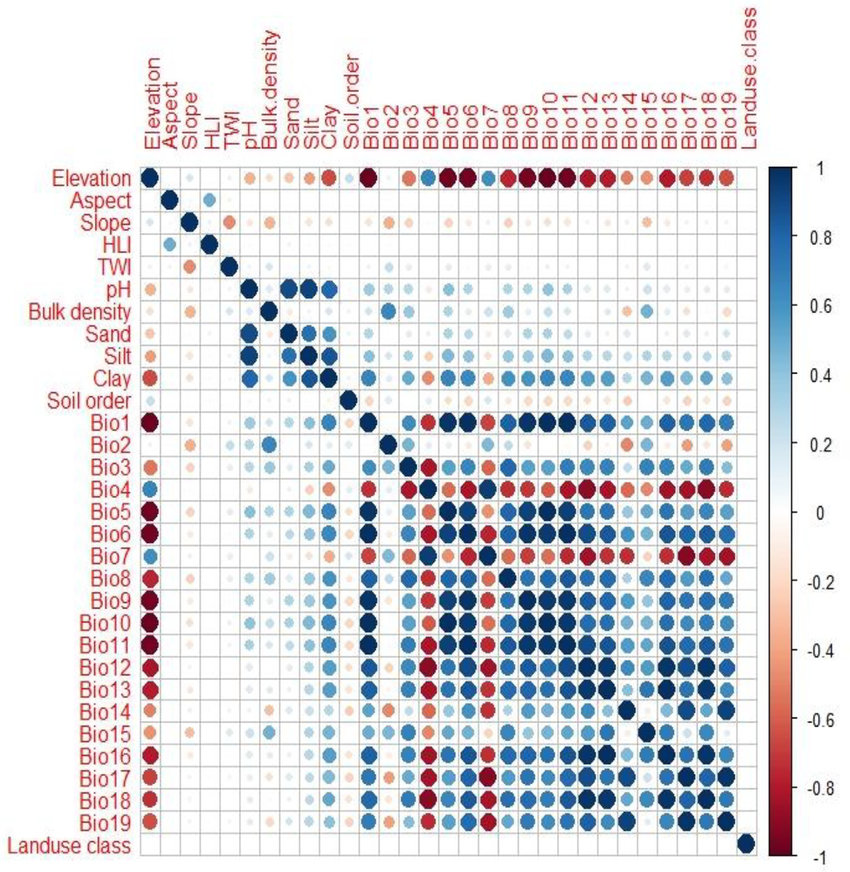 Elevation
Aspect
Slope
HLI
TWI
pH
Bulk.density
Sand
Silt
Clay
Soil.order
Bio1
Bio2
Bio3
Bio4
Bio5
Bio6
Bio7
Bio8
Bio9
Bio10
Bio11
Bio12
Bio13
Bio14
Bio15
Bio16
Bio17
Bio18
Bio19
Landuse.class
Elevation
Aspect
Slope
HLI
TWI
pH
Bulk density
Sand
Silt
Clay
Soil order
Bio1
Bio2
Bio3
Bio4
Bio5
Bio6
Bio7
Bio8
Bio9
Bio10
Bio11
Bio12
Bio13
Bio14
Bio15
Bio16
Bio17
Bio18
Bio19
Landuse class
1
0.8
0.6
0.4
0.2
0
-0.2
-0.4
-0.6
-0.8
-1